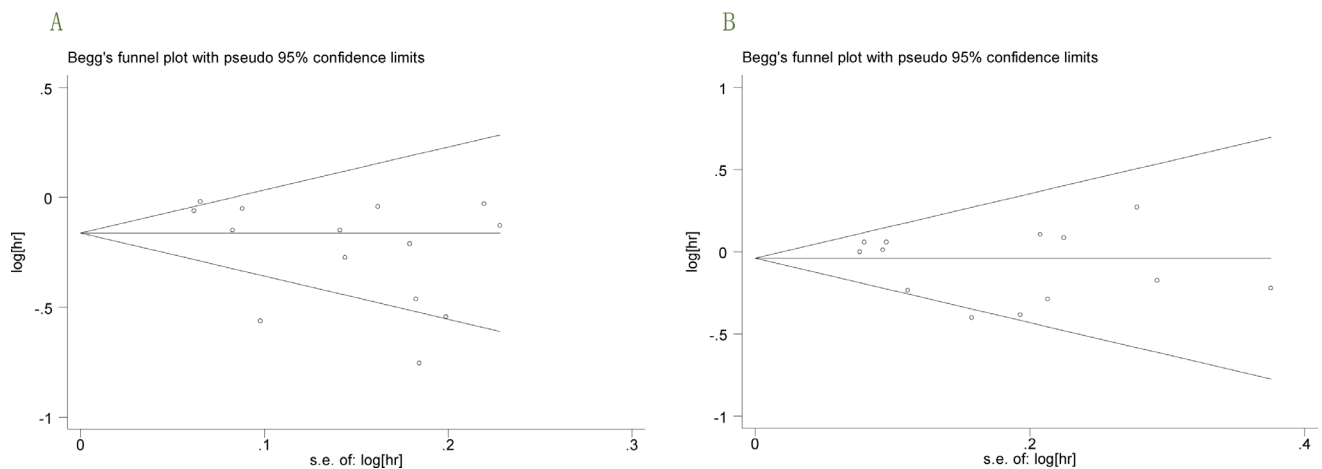 A
Begg's funnel plot with pseudo 95% confidence limits
.5
0
-.5
-1
log[hr]
0
.1
.2
.3
s.e. of: log[hr]
B
Begg's funnel plot with pseudo 95% confidence limits
1
.5
0
-.5
-1
log[hr]
0
.2
.4
s.e. of: log[hr]